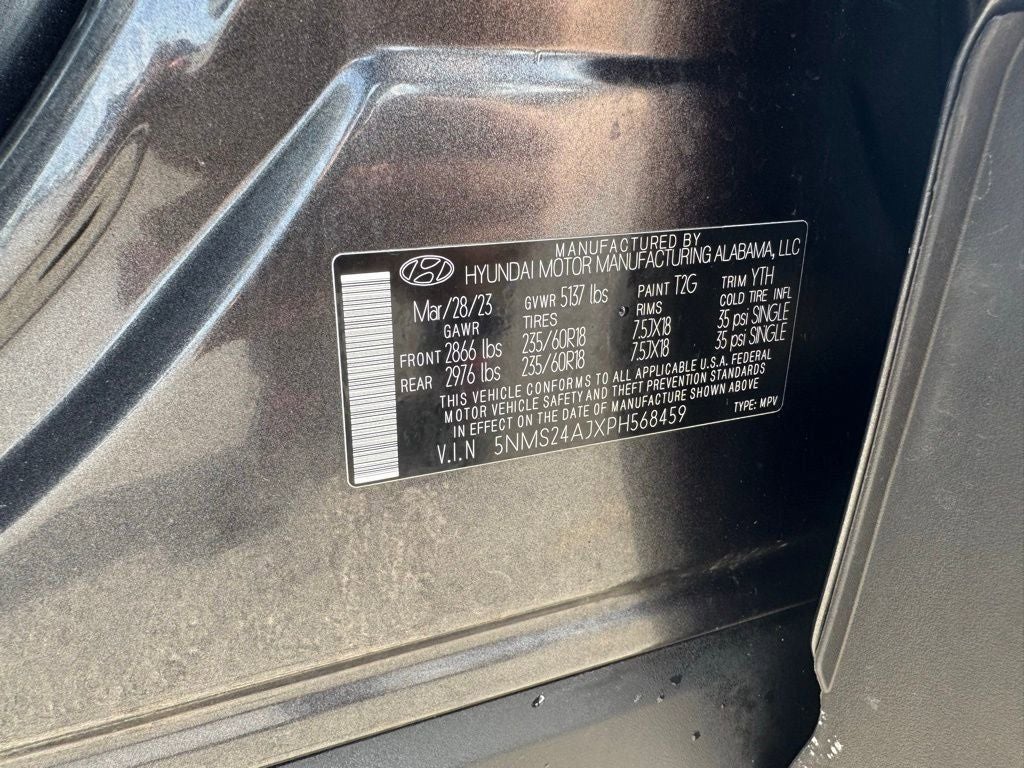 MANUFACTURED BY
HYUNDAI MOTOR MANUFACTURING ALABAMA, LLC
Mar/28/23 GVWR 5137 lbs PAINT T2G TRIM YTH
GAWR TIRES RIMS COLD TIRE INFL
FRONT 2866 lbs 235/60R18 7.5JX18 35 psi SINGLE
REAR 2976 lbs 235/60R18 7.5JX18 35 psi SINGLE
THIS VEHICLE CONFORMS TO ALL APPLICABLE U.S.A. FEDERAL
MOTOR VEHICLE SAFETY AND THEFT PREVENTION STANDARDS
IN EFFECT ON THE DATE OF MANUFACTURE SHOWN ABOVE
V.I.N 5NMS24AJXPH568459 TYPE: MPV